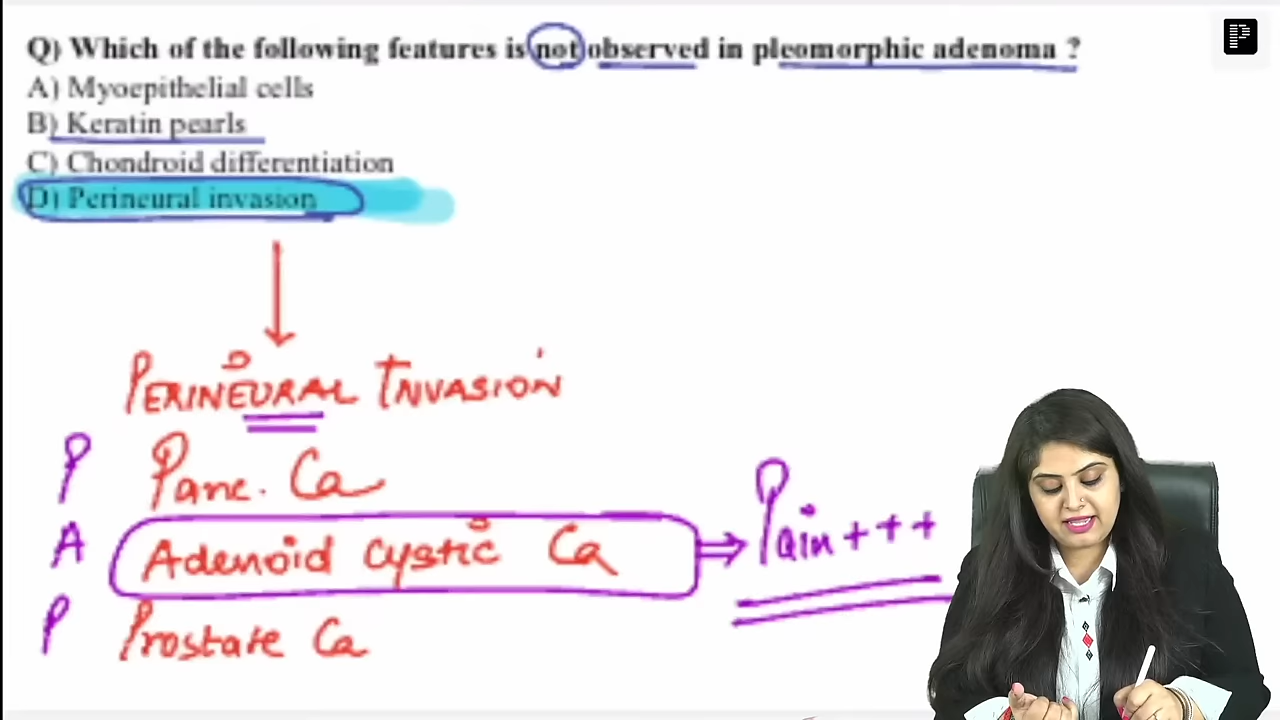 Q) Which of the following features is not observed in pleomorphic adenoma ?
A) Myoepithelial cells
B) Keratin pearls
C) Chondroid differentiation
D) Perineural invasion
PERINEURAL INVASION
P Panc. Ca
A Adenoid cystic Ca ⇒ Pain +++
P Prostate Ca